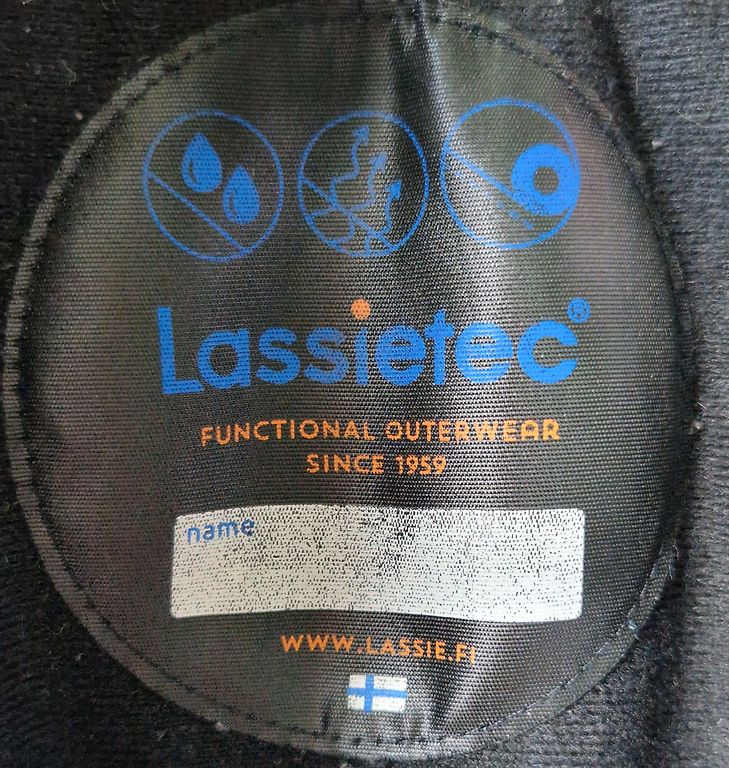 Lassietec®
FUNCTIONAL OUTERWEAR
SINCE 1959
name
WWW.LASSIE.FI